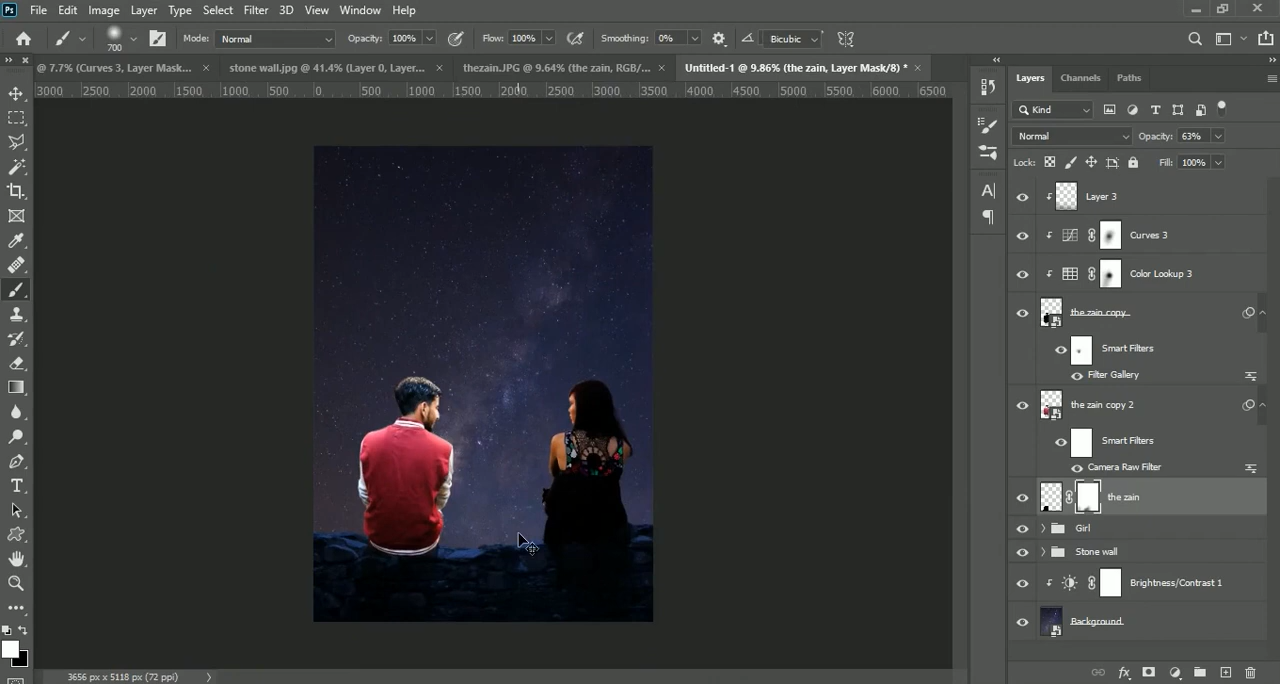 Ps File Edit Image Layer Type Select Filter 3D View Window Help
700 Mode: Normal Opacity: 100% Flow: 100% Smoothing: 0% Bicubic
@ 7.7% (Curves 3, Layer Mask... × stone wall.jpg @ 41.4% (Layer 0, Layer... × thezain.JPG @ 9.64% (the zain, RGB/... × Untitled-1 @ 9.86% (the zain, Layer Mask/8) * ×
3000 2500 2000 1500 1000 500 0 500 1000 1500 2000 2500 3000 3500 4000 4500 5000 5500 6000 6500
Layers Channels Paths
Kind
Normal Opacity: 63%
Lock: Fill: 100%
Layer 3
Curves 3
Color Lookup 3
the zain copy
Smart Filters
Filter Gallery
the zain copy 2
Smart Filters
Camera Raw Filter
the zain
Girl
Stone wall
Brightness/Contrast 1
Background
3656 px x 5118 px (72 ppi)